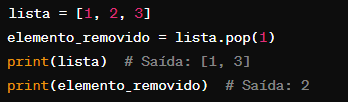 lista = [1, 2, 3]
elemento_removido = lista.pop(1)
print(lista)  # Saída: [1, 3]
print(elemento_removido)  # Saída: 2